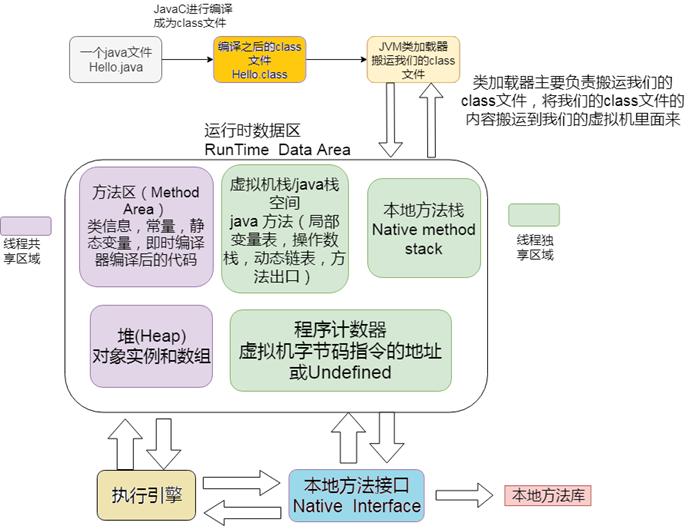 JavaC进行编译
成为class文件
一个java文件
Hello.java
编译之后的class
文件
Hello.class
JVM类加载器
搬运我们的class
文件
类加载器主要负责搬运我们的
class文件，将我们的class文件的
内容搬运到我们的虚拟机里面来
运行时数据区
RunTime Data Area
方法区（Method
Area）
类信息，常量，静
态变量，即时编译
器编译后的代码
虚拟机栈/java栈
空间
java 方法（局部
变量表，操作数
栈，动态链表，方
法出口）
本地方法栈
Native method
stack
线程共
享区域
线程独
享区域
堆(Heap)
对象实例和数组
程序计数器
虚拟机字节码指令的地址
或Undefined
执行引擎
本地方法接口
Native Interface
本地方法库